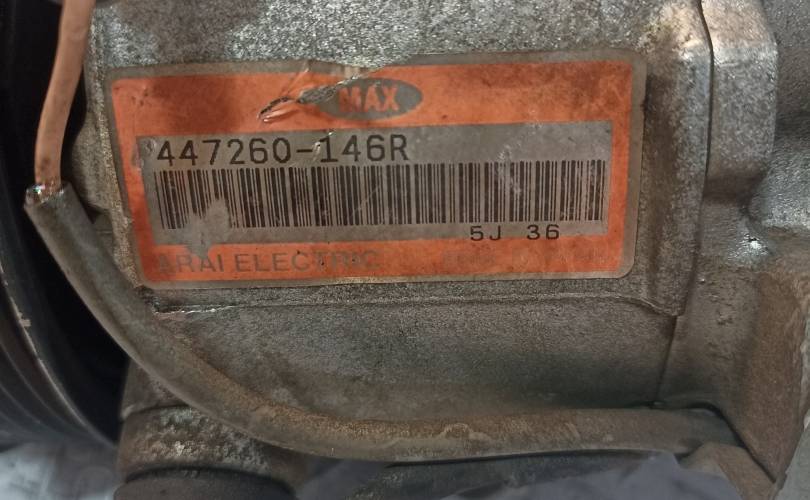 MAX
447260-146R
5J 36
ARAI ELECTRIC